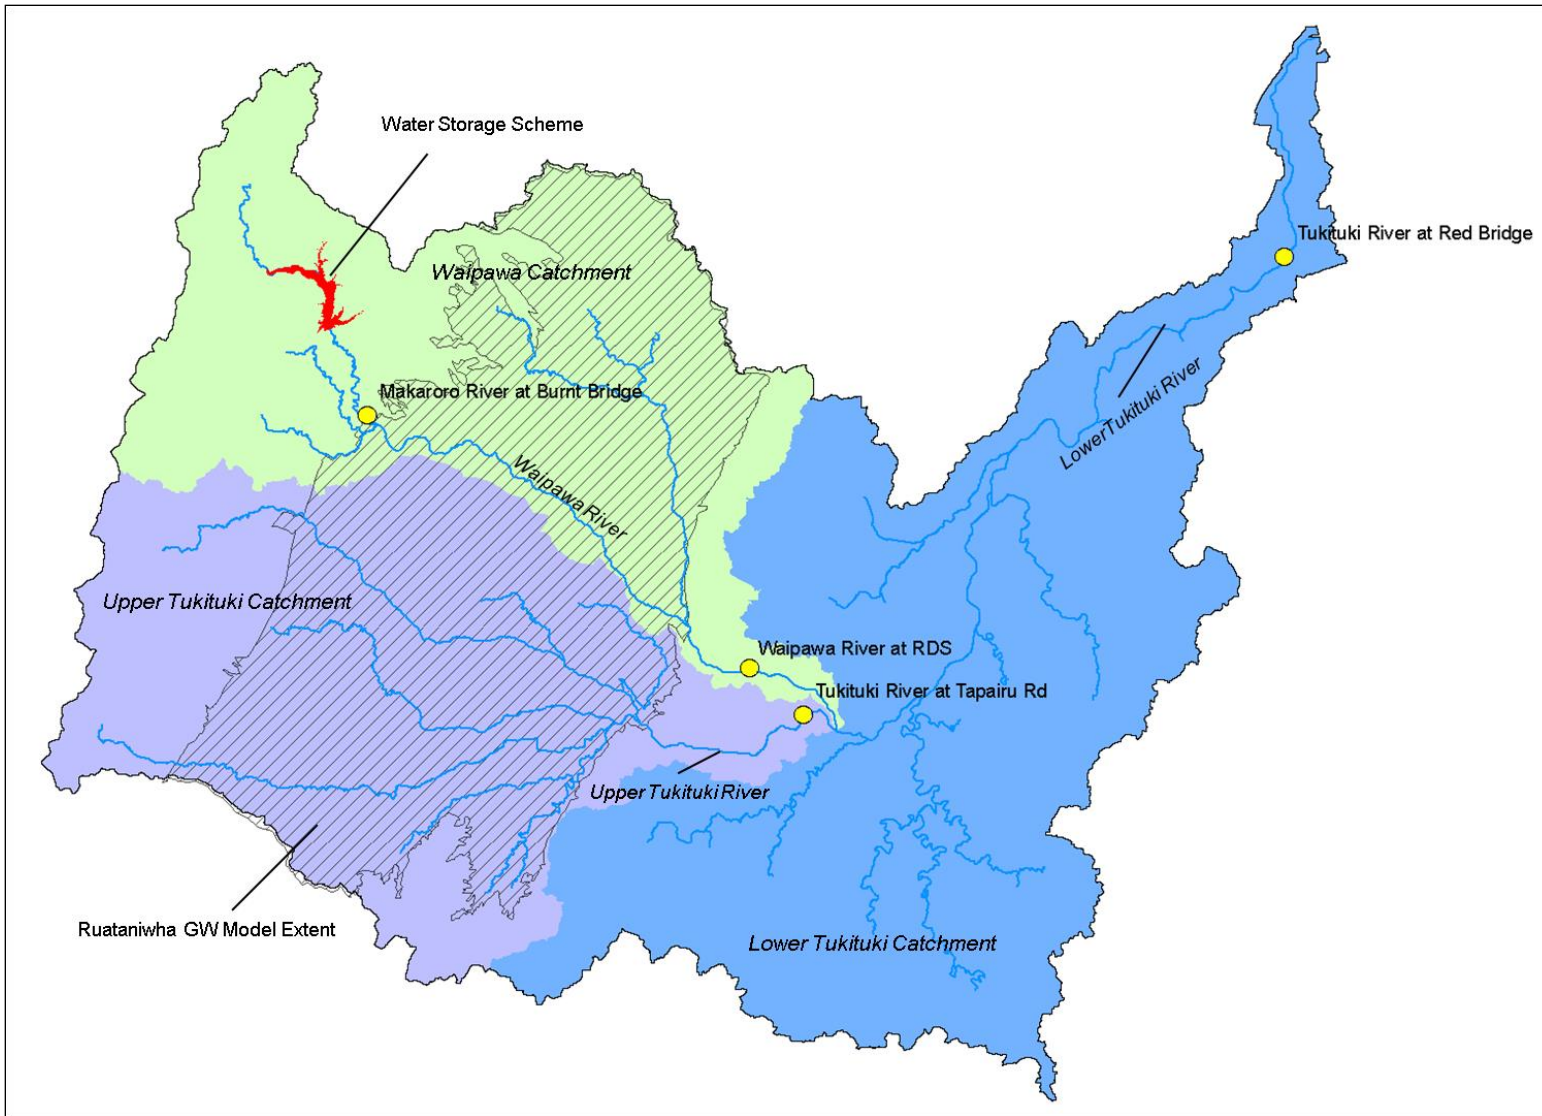 Water Storage Scheme
Tukituki River at Red Bridge
Waipawa Catchment
Makaroro River at Burnt Bridge
Lower Tukituki River
Waipawa River
Upper Tukituki Catchment
Waipawa River at RDS
Tukituki River at Tapairu Rd
Upper Tukituki River
Ruataniwha GW Model Extent
Lower Tukituki Catchment